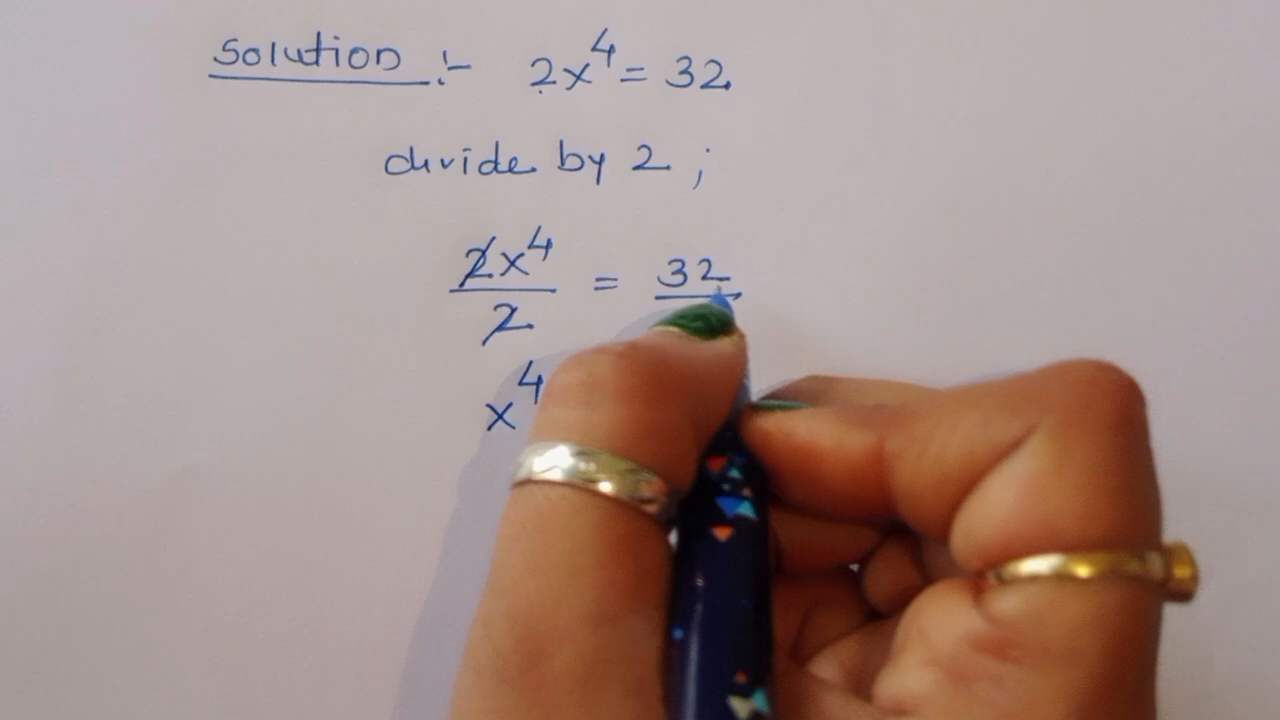 Solution :- 2x⁴ = 32
divide by 2 ;
2x⁴ = 32
2
x⁴